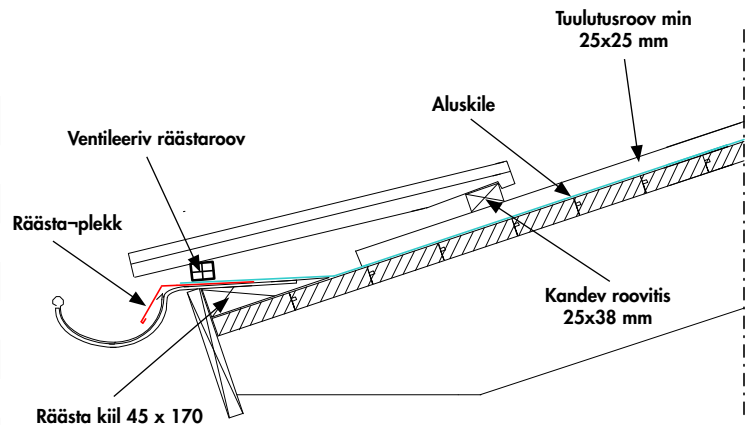 Tuulutusroov min
25x25 mm
Aluskile
Ventileeriv räästaroov
Räästa¬plekk
Kandev roovitis
25x38 mm
Räästa kiil 45 x 170